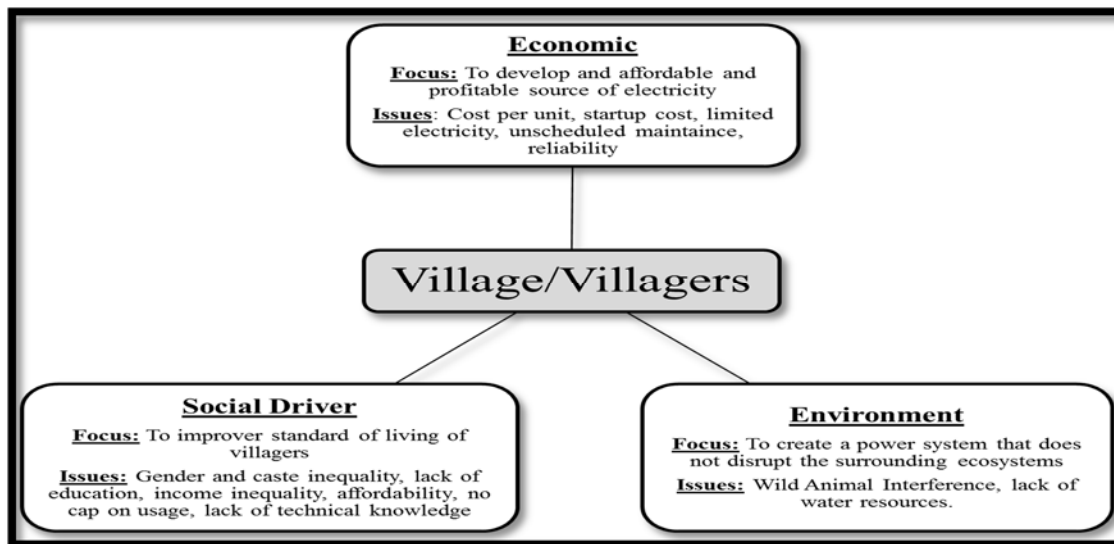 Economic
Focus: To develop and affordable and
profitable source of electricity
Issues: Cost per unit, startup cost, limited
electricity, unscheduled maintaince,
reliability
Village/Villagers
Social Driver
Focus: To improver standard of living of
villagers
Issues: Gender and caste inequality, lack of
education, income inequality, affordability, no
cap on usage, lack of technical knowledge
Environment
Focus: To create a power system that does
not disrupt the surrounding ecosystems
Issues: Wild Animal Interference, lack of
water resources.